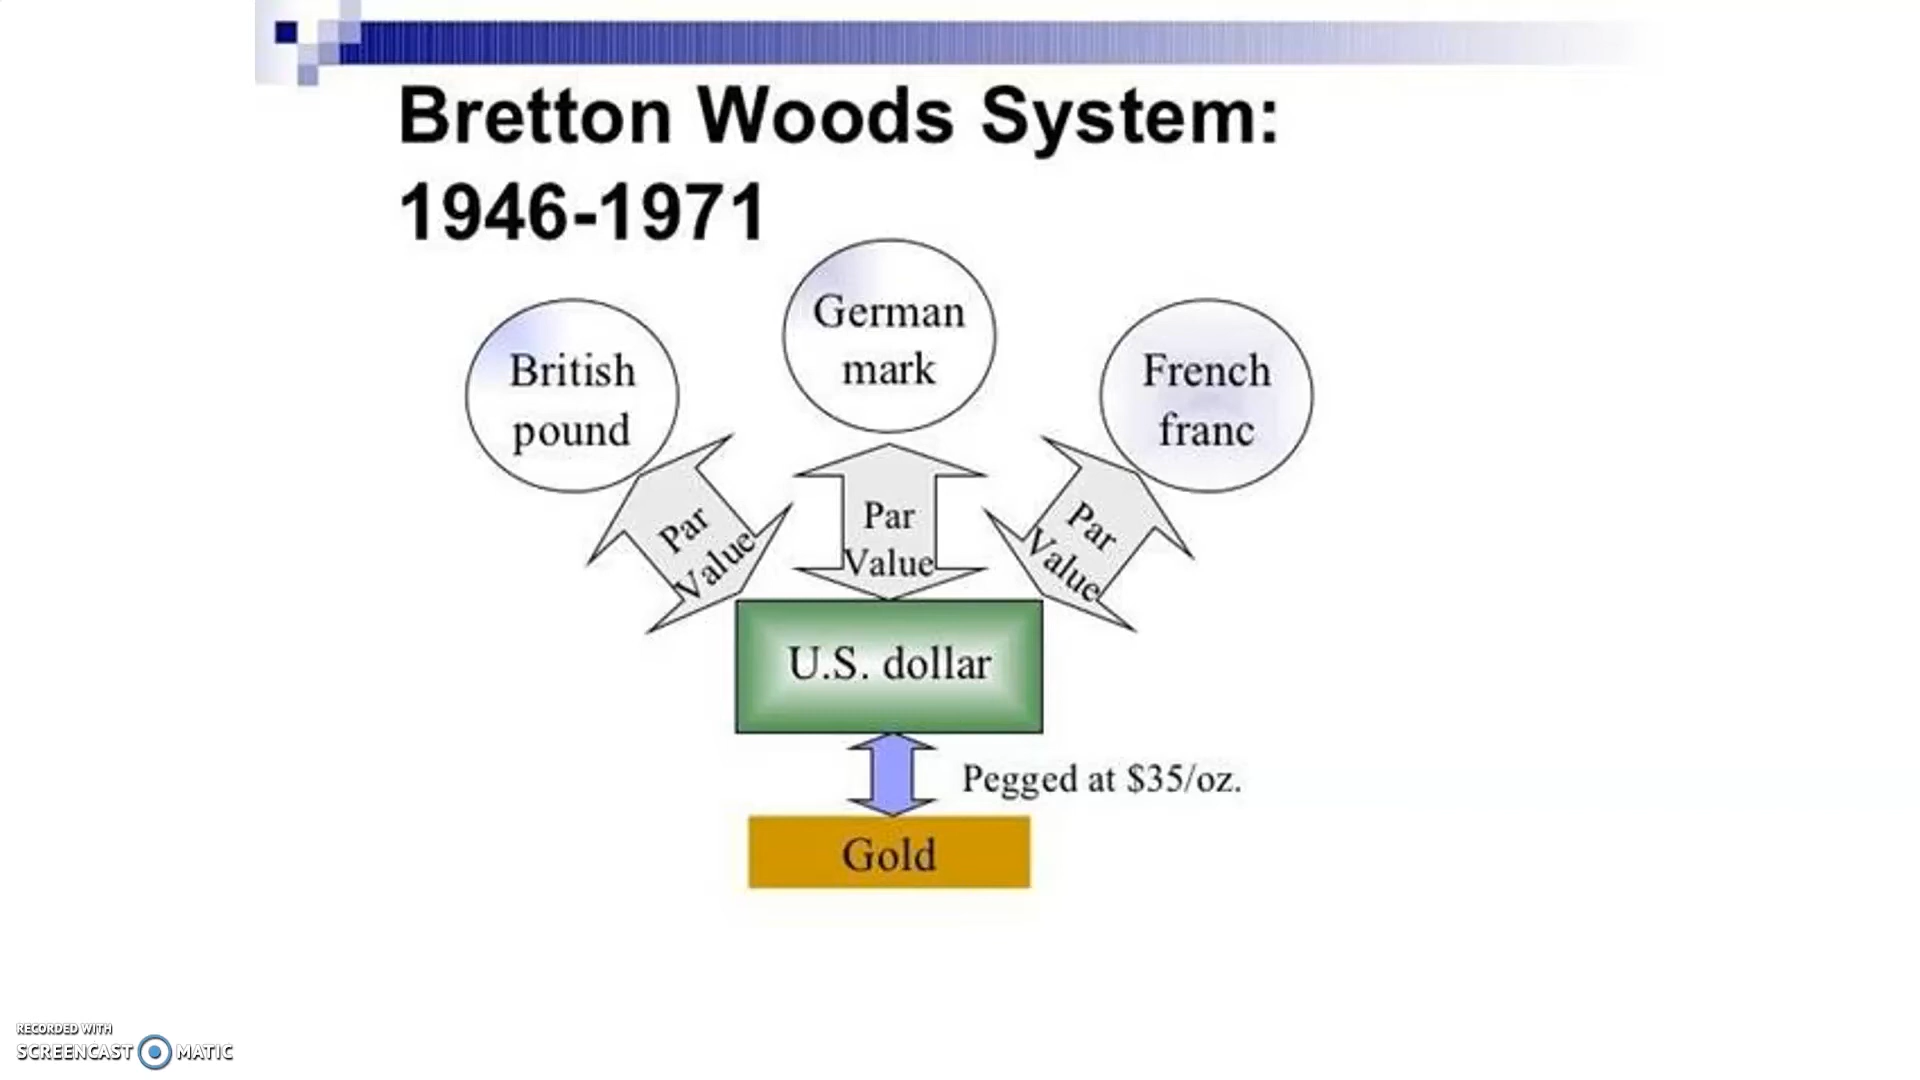 Bretton Woods System:
1946-1971
British
pound
German
mark
French
franc
Par
Value
Par
Value
Par
Value
U.S. dollar
Pegged at $35/oz.
Gold
RECORDED WITH
SCREENCAST MATIC